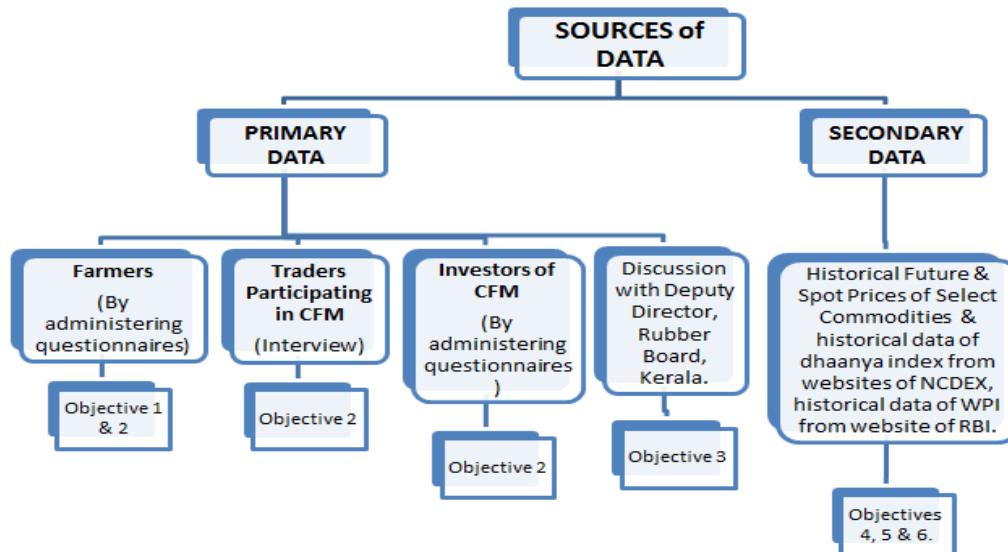 SOURCES of
DATA
PRIMARY
DATA
SECONDARY
DATA
Farmers
(By
administering
questionnaires)
Traders
Participating
in CFM
(Interview)
Investors of
CFM
(By
administering
questionnaires
)
Discussion
with Deputy
Director,
Rubber
Board,
Kerala.
Historical Future &
Spot Prices of Select
Commodities &
historical data of
dhaanya index from
websites of NCDEX,
historical data of WPI
from website of RBI.
Objective 1
& 2
Objective 2
Objective 2
Objective 3
Objectives
4, 5 & 6.